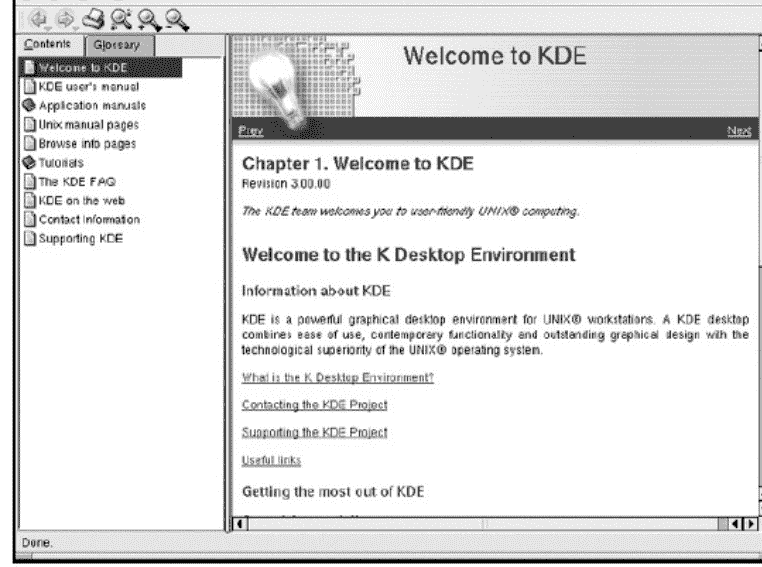 Contents Glossary
Welcome to KDE
KDE user's manual
Application manuals
Unix manual pages
Browse info pages
Tutorials
The KDE FAQ
KDE on the web
Contact Information
Supporting KDE
Welcome to KDE
Prev Next
Chapter 1. Welcome to KDE
Revision 3.00.00
The KDE team welcomes you to user-friendly UNIX® computing.
Welcome to the K Desktop Environment
Information about KDE
KDE is a powerful graphical desktop environment for UNIX® workstations. A KDE desktop
combines ease of use, contemporary functionality and outstanding graphical design with the
technological superiority of the UNIX® operating system.
What is the K Desktop Environment?
Contacting the KDE Project
Supporting the KDE Project
Useful links
Getting the most out of KDE
Done.